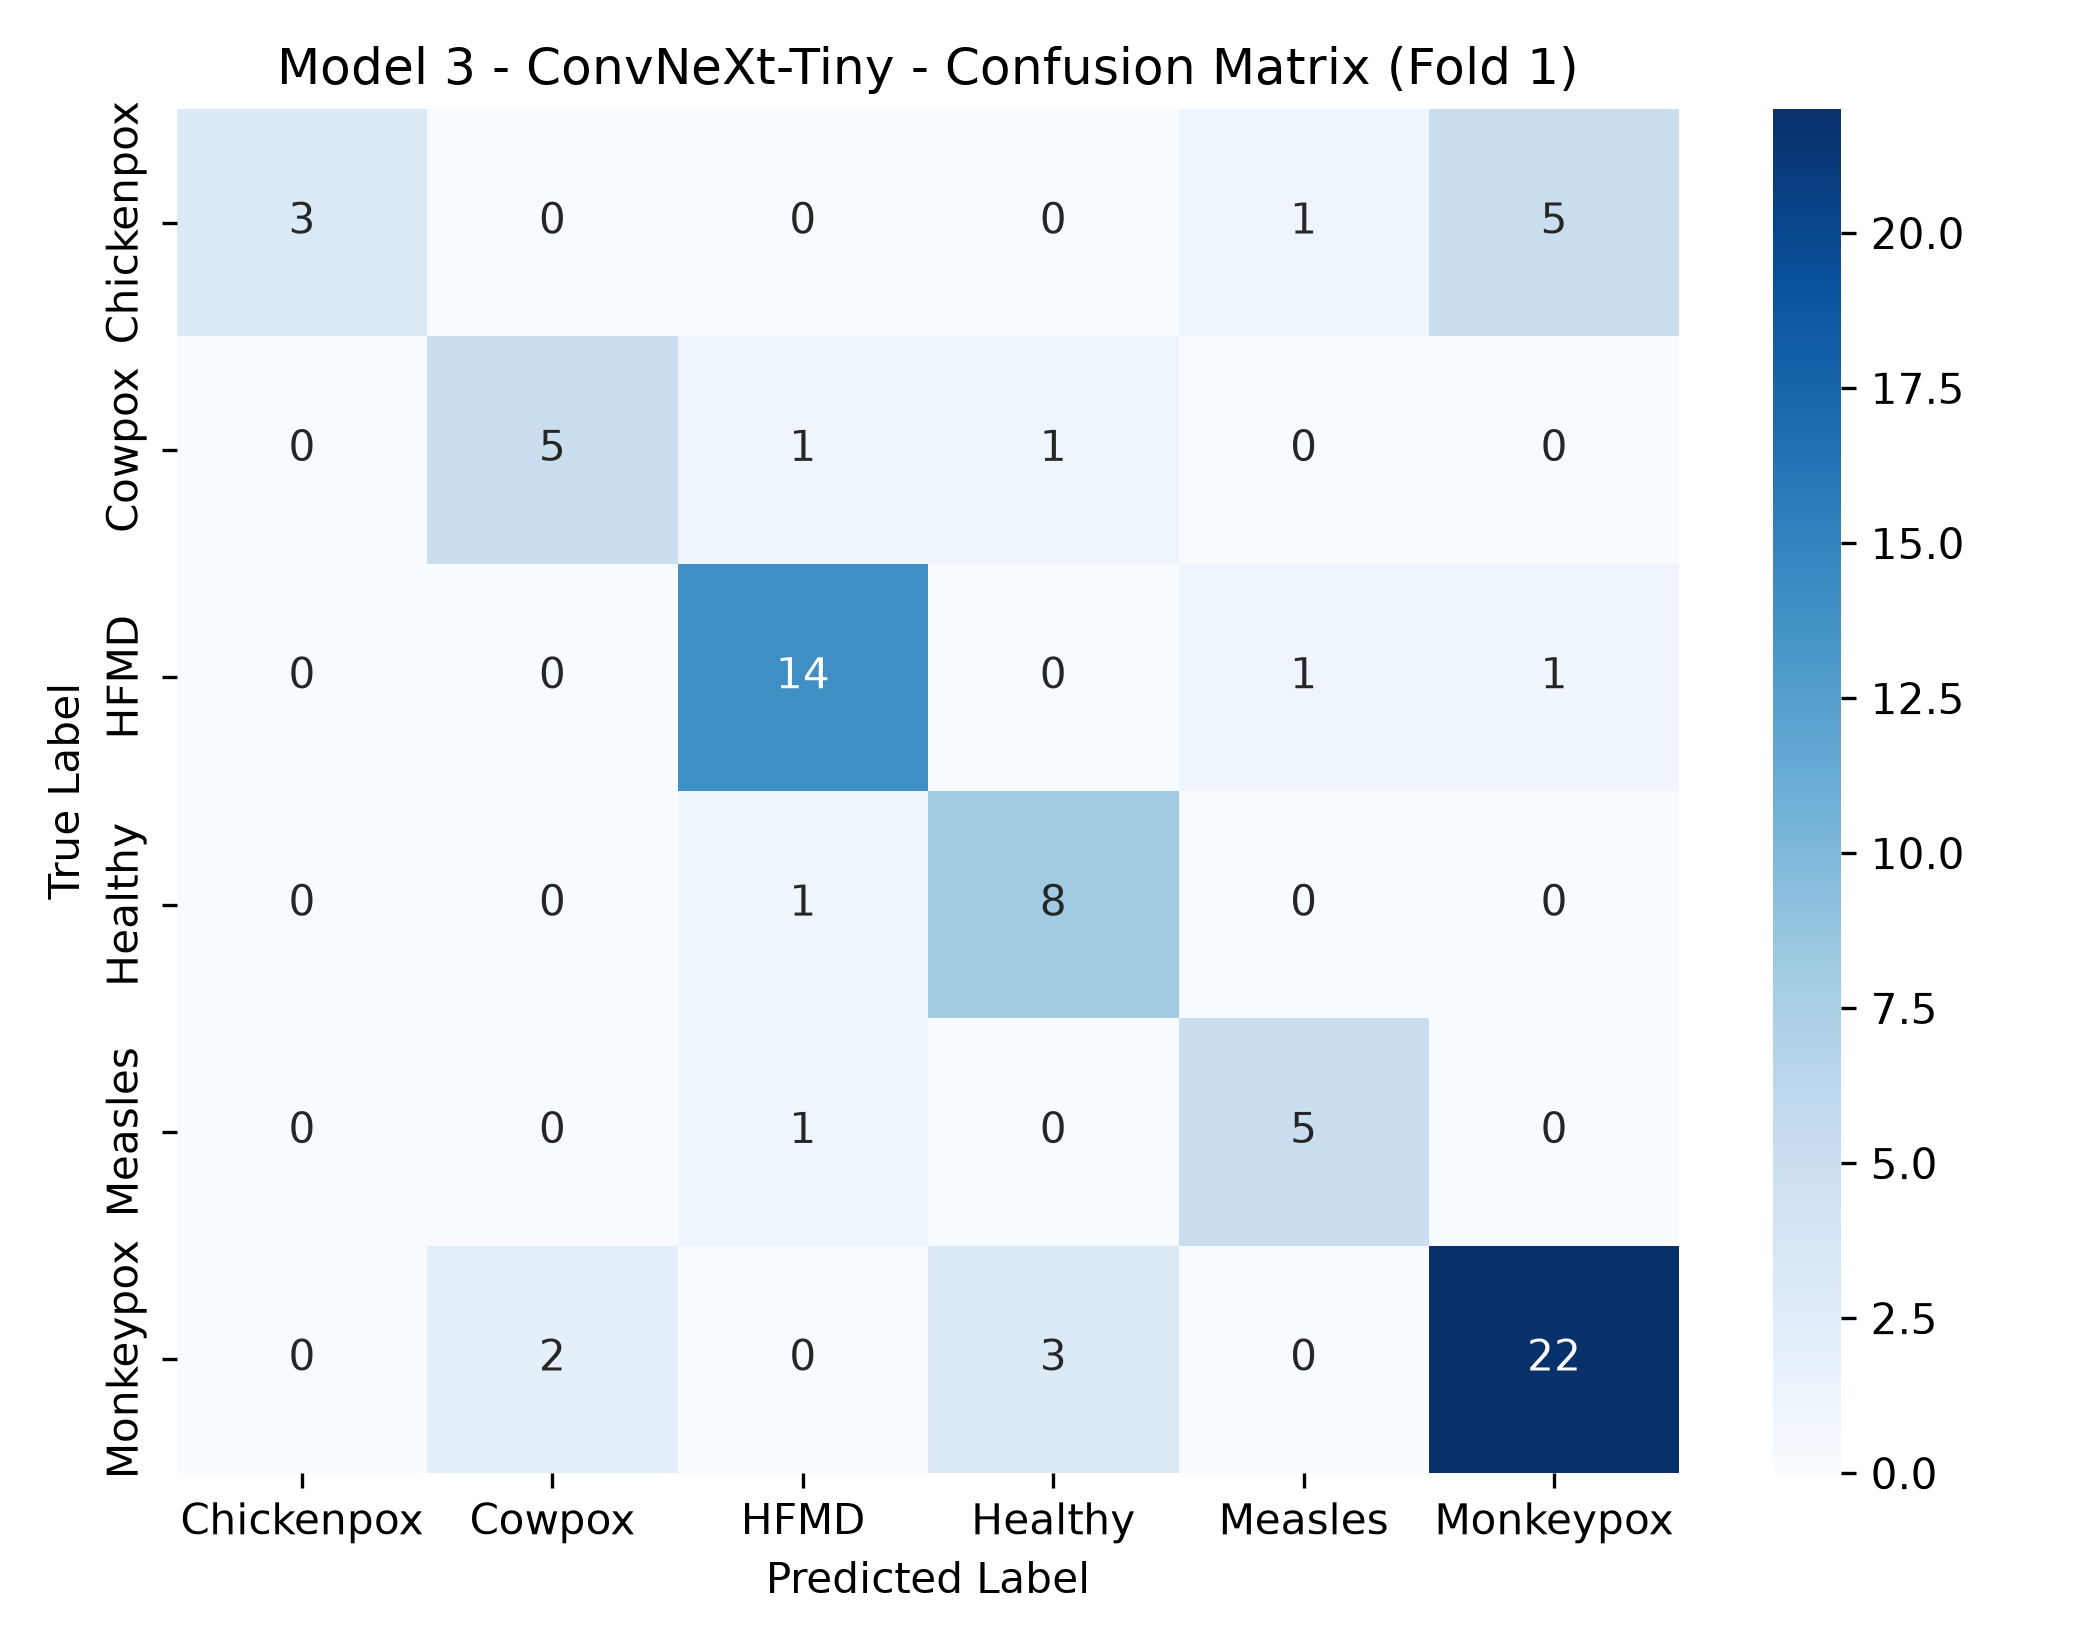 Model 3 - ConvNeXt-Tiny - Confusion Matrix (Fold 1)
True Label
Chickenpox 3 0 0 0 1 5
Cowpox 0 5 1 1 0 0
HFMD 0 0 14 0 1 1
Healthy 0 0 1 8 0 0
Measles 0 0 1 0 5 0
Monkeypox 0 2 0 3 0 22
Chickenpox Cowpox HFMD Healthy Measles Monkeypox
Predicted Label
20.0
17.5
15.0
12.5
10.0
7.5
5.0
2.5
0.0